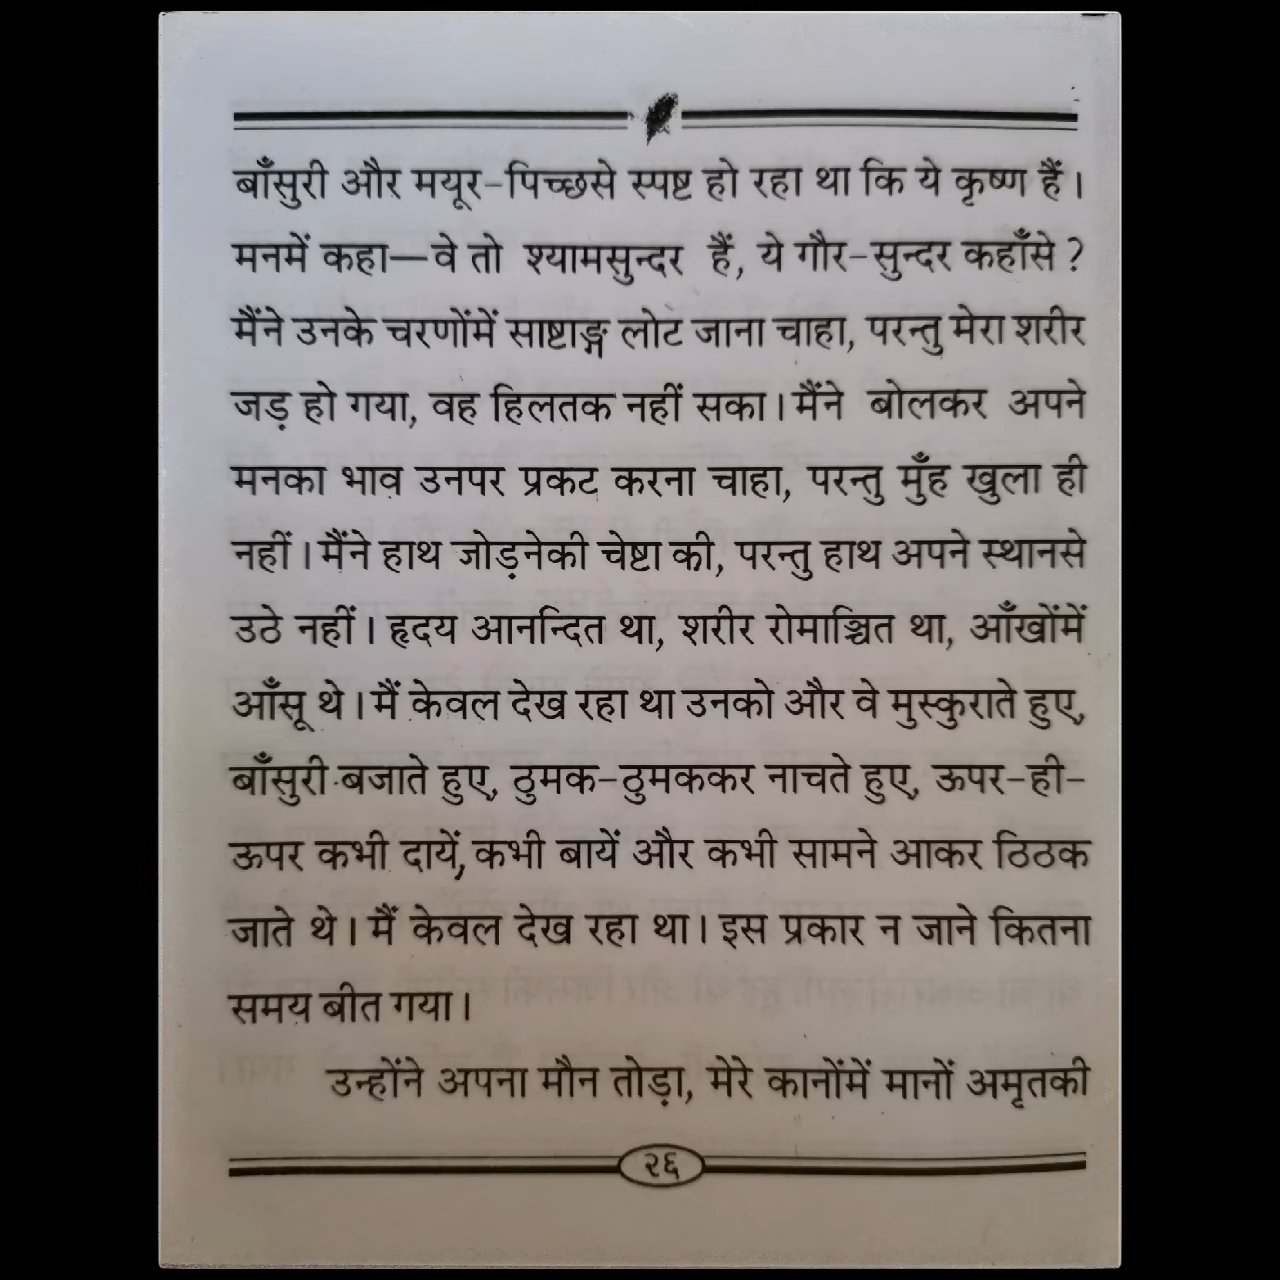 बाँसुरी और मयूर-पिच्छसे स्पष्ट हो रहा था कि ये कृष्ण हैं।
मनमें कहा—वे तो श्यामसुन्दर हैं, ये गौर-सुन्दर कहाँसे ?
मैंने उनके चरणोंमें साष्टाङ्ग लोट जाना चाहा, परन्तु मेरा शरीर
जड़ हो गया, वह हिलतक नहीं सका। मैंने बोलकर अपने
मनका भाव उनपर प्रकट करना चाहा, परन्तु मुँह खुला ही
नहीं। मैंने हाथ जोड़नेकी चेष्टा की, परन्तु हाथ अपने स्थानसे
उठे नहीं। हृदय आनन्दित था, शरीर रोमाञ्चित था, आँखोंमें
आँसू थे। मैं केवल देख रहा था उनको और वे मुस्कुराते हुए,
बाँसुरी बजाते हुए, ठुमक-ठुमककर नाचते हुए, ऊपर-ही-
ऊपर कभी दायें, कभी बायें और कभी सामने आकर ठिठक
जाते थे। मैं केवल देख रहा था। इस प्रकार न जाने कितना
समय बीत गया।
उन्होंने अपना मौन तोड़ा, मेरे कानोंमें मानों अमृतकी
२६